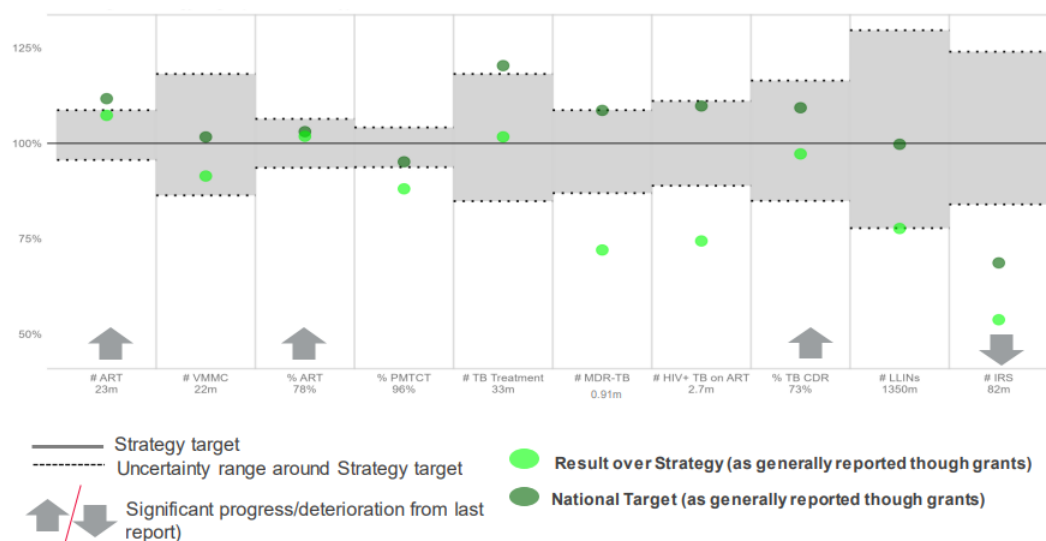 125%
100%
75%
50%
# ART
23m
# VMMC
22m
% ART
78%
% PMTCT
96%
# TB Treatment
33m
# MDR-TB
0.91m
# HIV+ TB on ART
2.7m
% TB CDR
73%
# LLINs
1350m
# IRS
82m
Strategy target
Uncertainty range around Strategy target
Significant progress/deterioration from last
report)
Result over Strategy (as generally reported though grants)
National Target (as generally reported though grants)